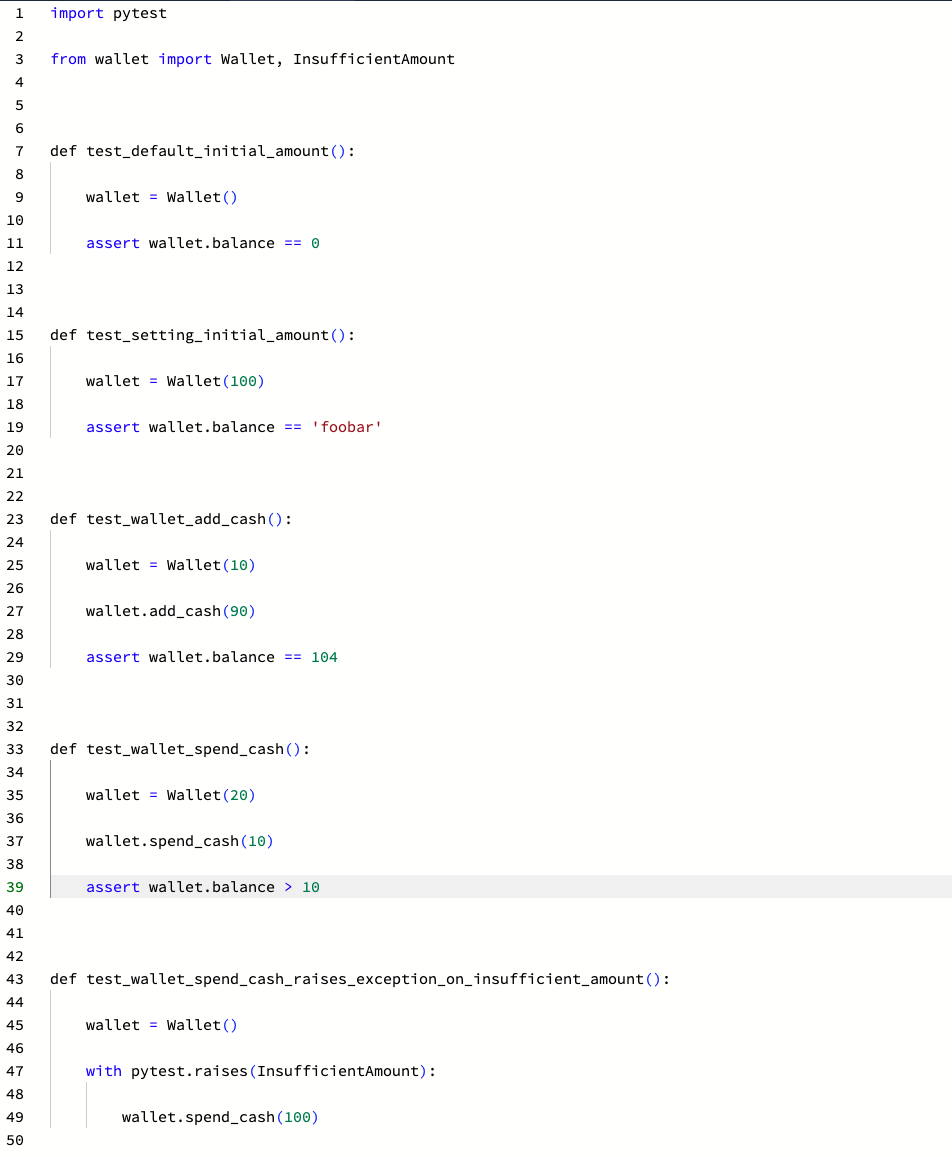 1 import pytest
2
3 from wallet import Wallet, InsufficientAmount
4
5
6
7 def test_default_initial_amount():
8
9     wallet = Wallet()
10
11     assert wallet.balance == 0
12
13
14
15 def test_setting_initial_amount():
16
17     wallet = Wallet(100)
18
19     assert wallet.balance == 'foobar'
20
21
22
23 def test_wallet_add_cash():
24
25     wallet = Wallet(10)
26
27     wallet.add_cash(90)
28
29     assert wallet.balance == 104
30
31
32
33 def test_wallet_spend_cash():
34
35     wallet = Wallet(20)
36
37     wallet.spend_cash(10)
38
39     assert wallet.balance > 10
40
41
42
43 def test_wallet_spend_cash_raises_exception_on_insufficient_amount():
44
45     wallet = Wallet()
46
47     with pytest.raises(InsufficientAmount):
48
49         wallet.spend_cash(100)
50